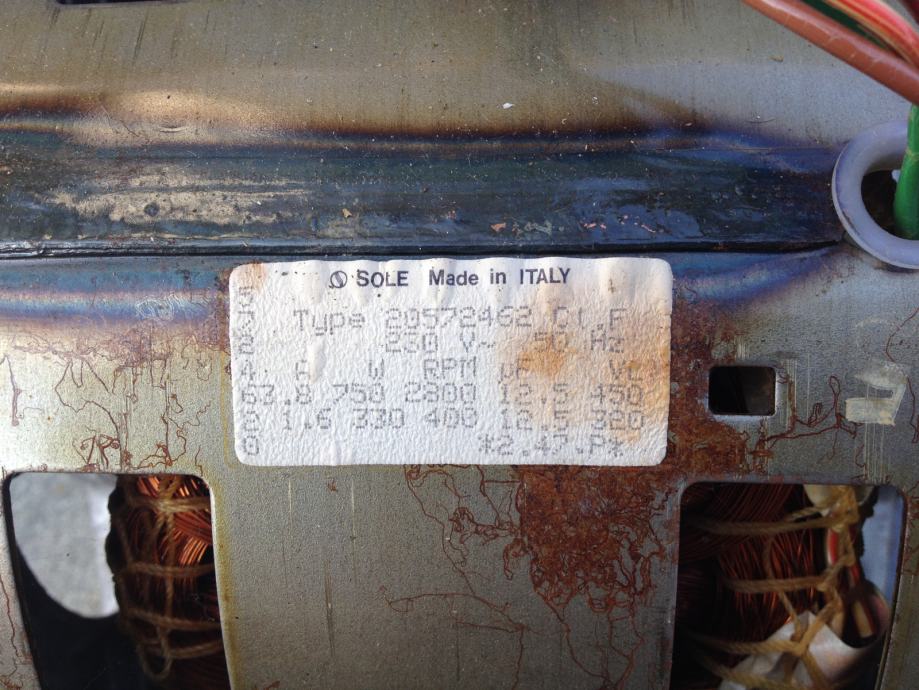 SOLE Made in ITALY
Type 20572462 Cl.F
250 V~ 50 Hz
A W RPM µF Vc
3.8 750 2800 12.5 450
1.6 330 400 12.5 320
*2.47.P*